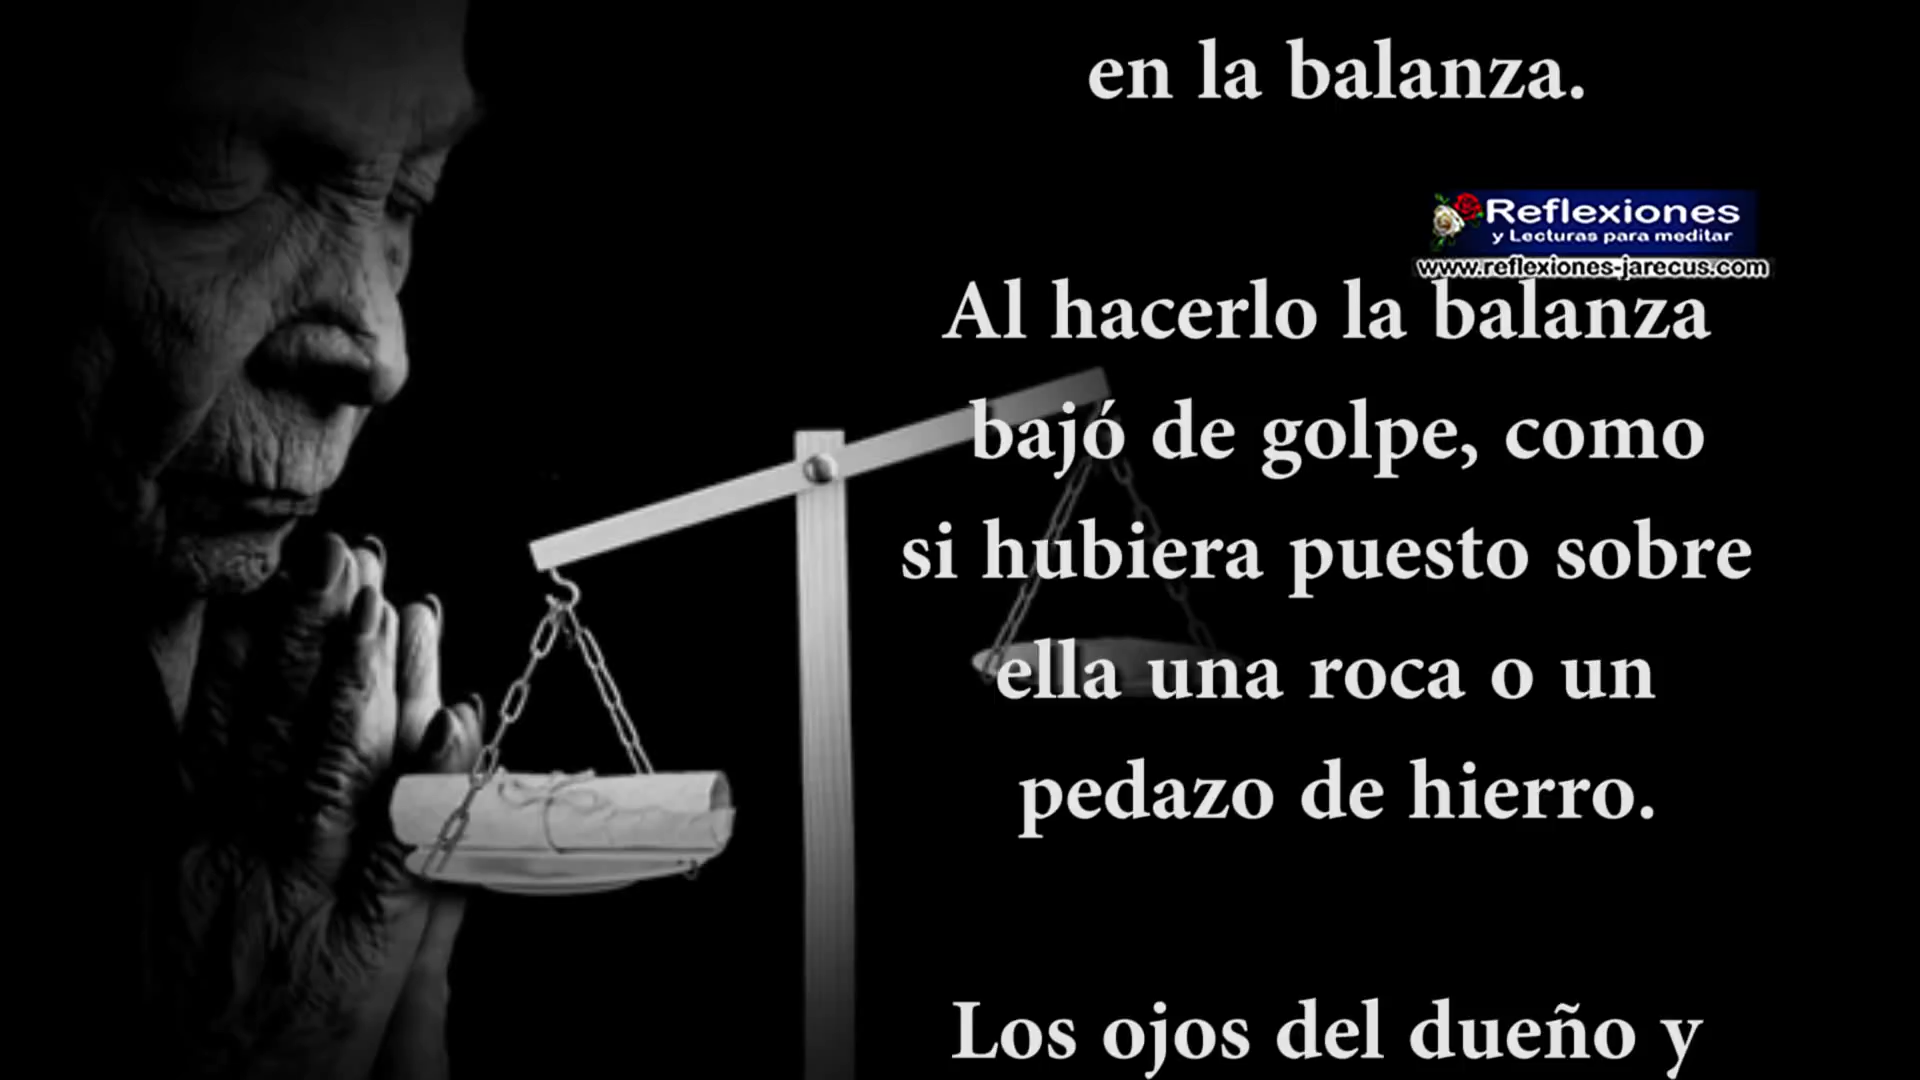 en la balanza.
Reflexiones
y Lecturas para meditar
www.reflexiones-jarecus.com
Al hacerlo la balanza
bajó de golpe, como
si hubiera puesto sobre
ella una roca o un
pedazo de hierro.
Los ojos del dueño y